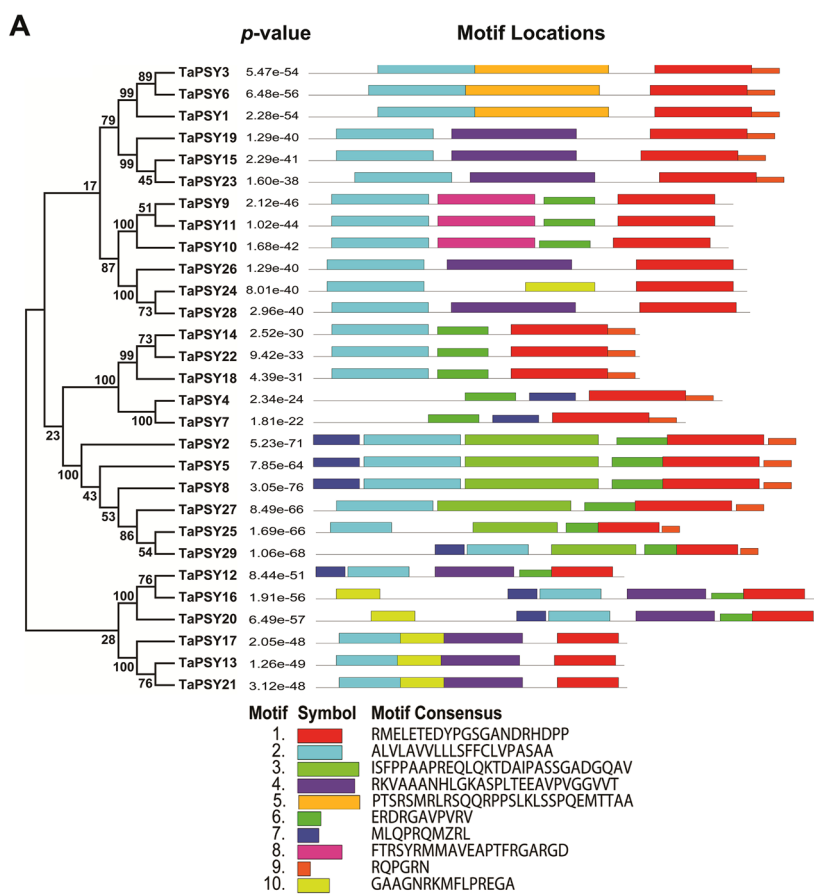 A
p-value Motif Locations
89 TaPSY3 5.47e-54
99 TaPSY6 6.48e-56
79 TaPSY1 2.28e-54
TaPSY19 1.29e-40
99 TaPSY15 2.29e-41
45 TaPSY23 1.60e-38
17
51 TaPSY9 2.12e-46
100 TaPSY11 1.02e-44
TaPSY10 1.68e-42
87 TaPSY26 1.29e-40
100 TaPSY24 8.01e-40
73 TaPSY28 2.96e-40
73 TaPSY14 2.52e-30
99 TaPSY22 9.42e-33
100 TaPSY18 4.39e-31
TaPSY4 2.34e-24
100 TaPSY7 1.81e-22
23
TaPSY2 5.23e-71
100 TaPSY5 7.85e-64
43 TaPSY8 3.05e-76
53 TaPSY27 8.49e-66
86 TaPSY25 1.69e-66
54 TaPSY29 1.06e-68
76 TaPSY12 8.44e-51
100 TaPSY16 1.91e-56
TaPSY20 6.49e-57
28 TaPSY17 2.05e-48
100 TaPSY13 1.26e-49
76 TaPSY21 3.12e-48
Motif Symbol Motif Consensus
1. RMELETEDYPGSGANDRHDPP
2. ALVLAVVLLLSFFCLVPASAA
3. ISFPPAAPREQLQKTDAIPASSGADGQAV
4. RKVAAANHLGKASPLTEEAVPVGGVVT
5. PTSRSMRLRSQQRPPSLKLSSPQEMTTAA
6. ERDRGAVPVRV
7. MLQPRQMZRL
8. FTRSYRMMAVEAPTFRGARGD
9. RQPGRN
10. GAAGNRKMFLPREGA